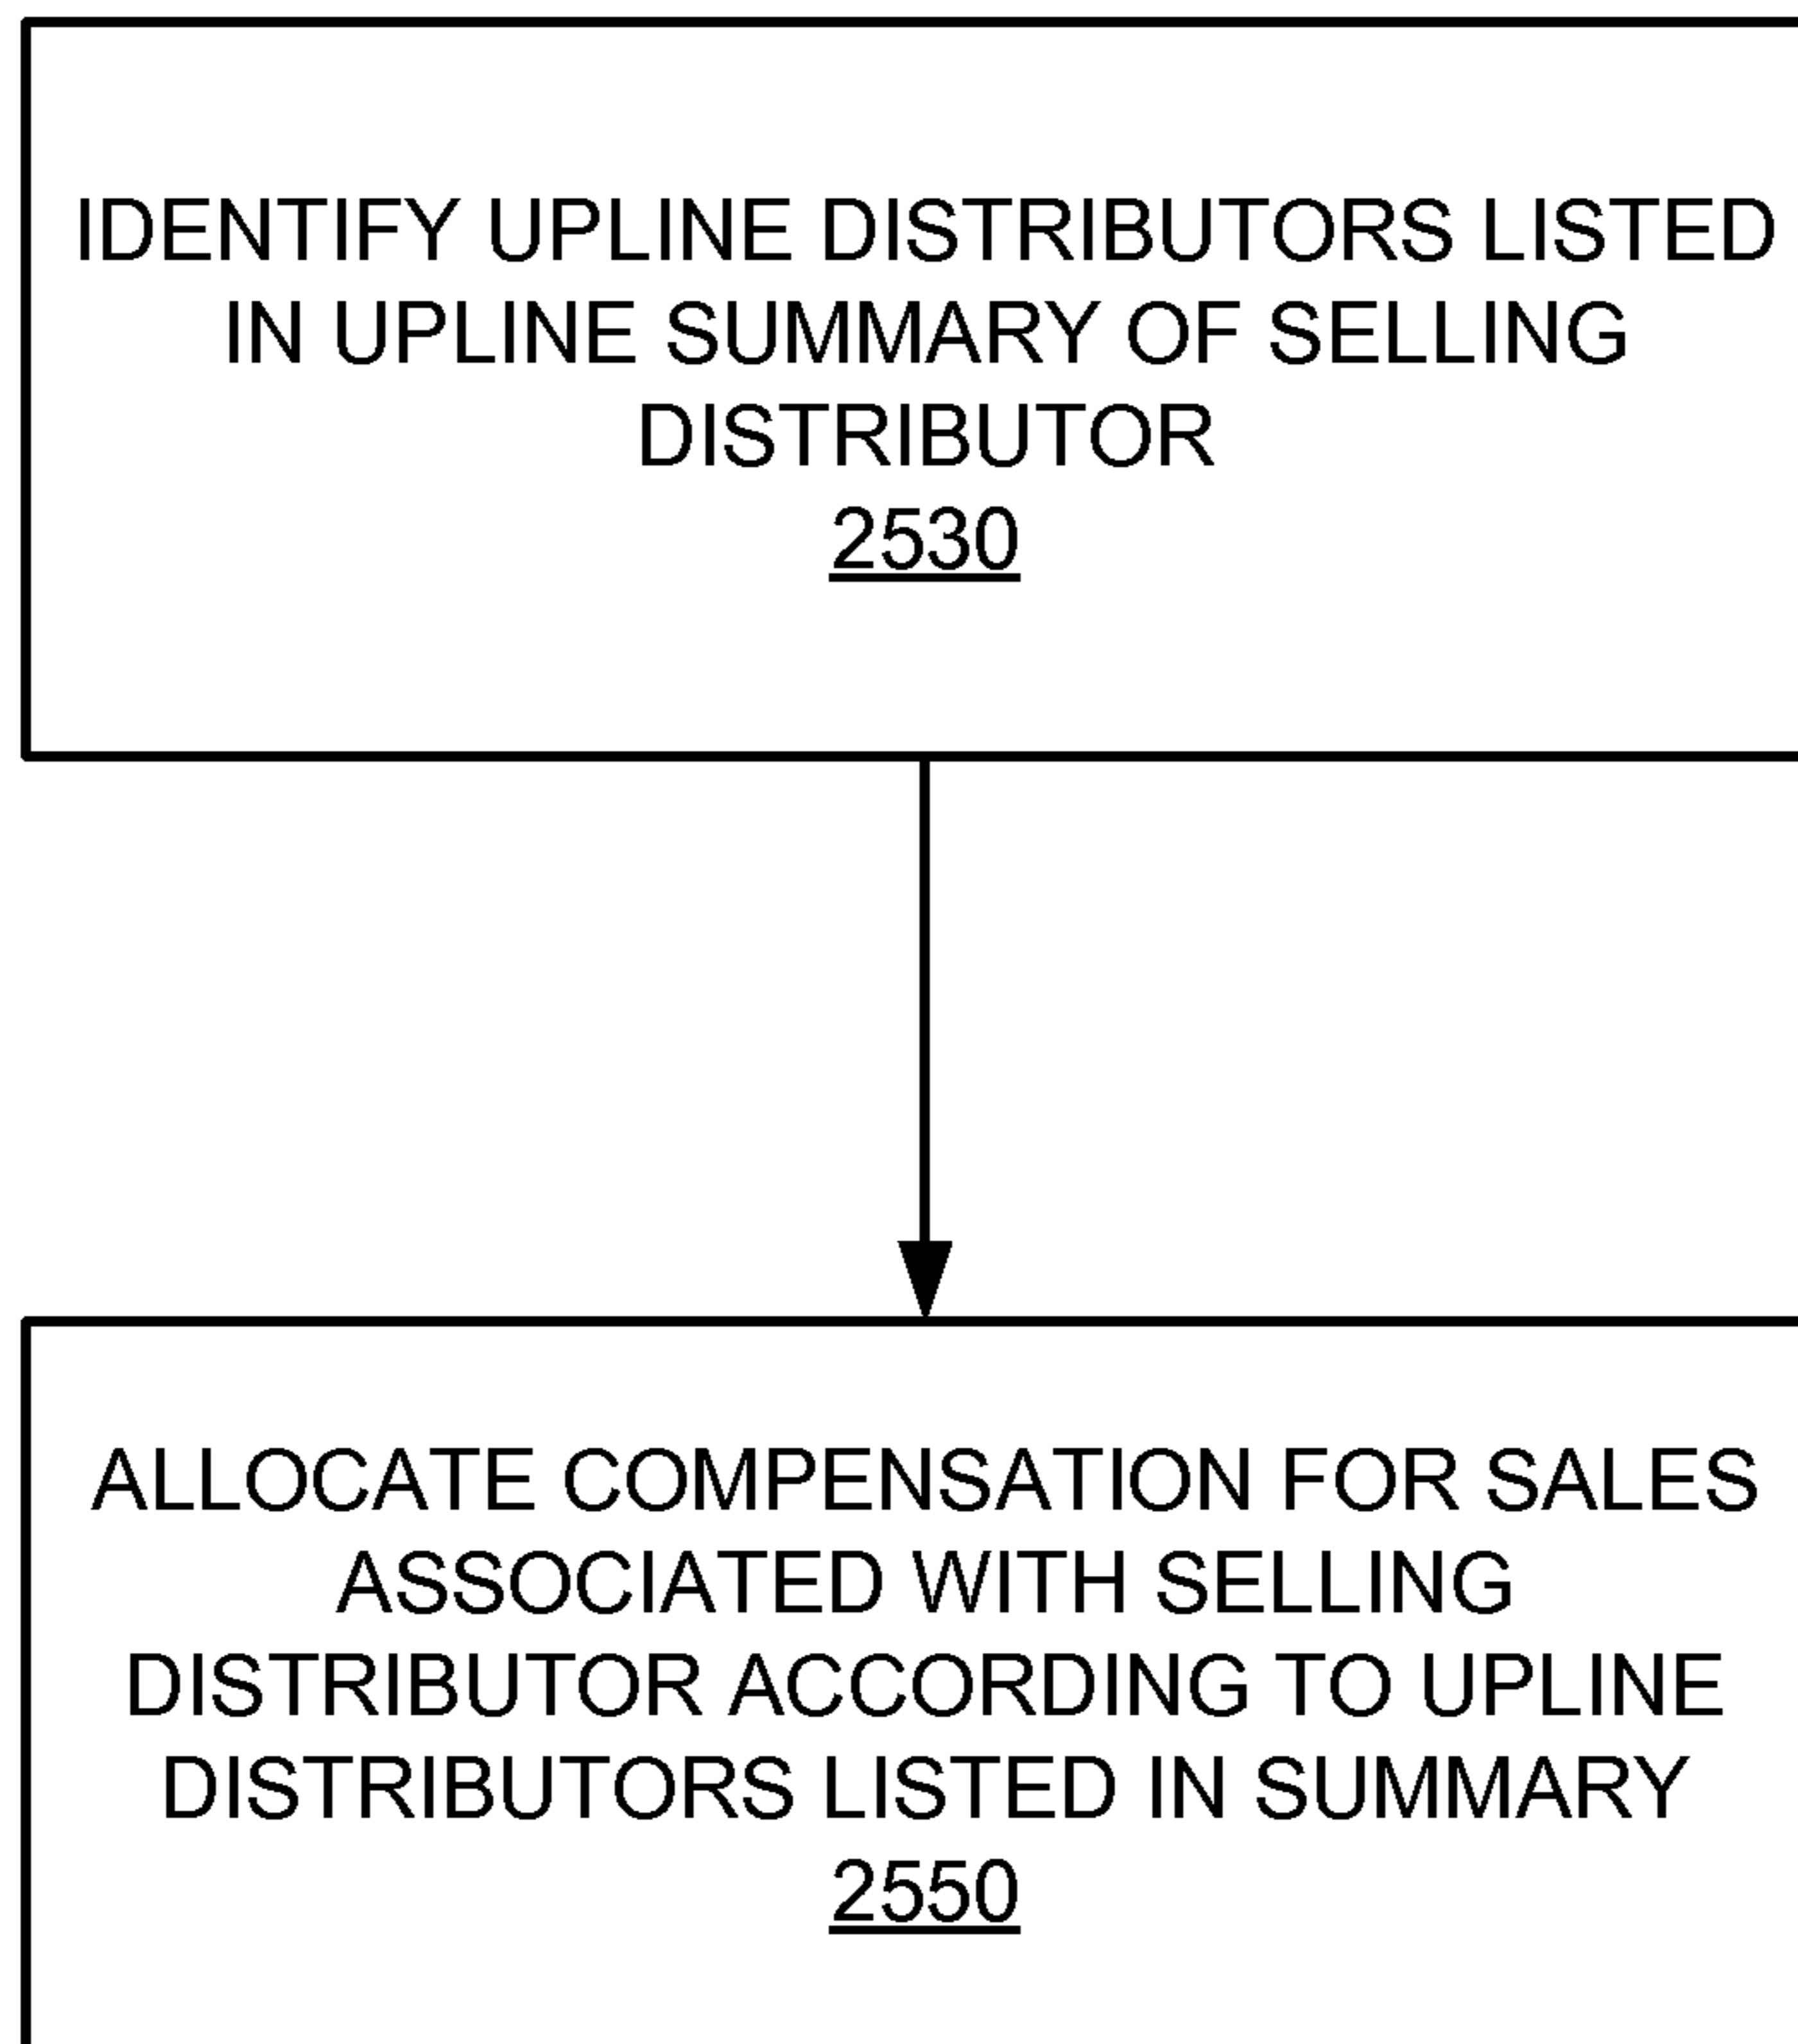 IDENTIFY UPLINE DISTRIBUTORS LISTED
IN UPLINE SUMMARY OF SELLING
DISTRIBUTOR
2530
ALLOCATE COMPENSATION FOR SALES
ASSOCIATED WITH SELLING
DISTRIBUTOR ACCORDING TO UPLINE
DISTRIBUTORS LISTED IN SUMMARY
2550